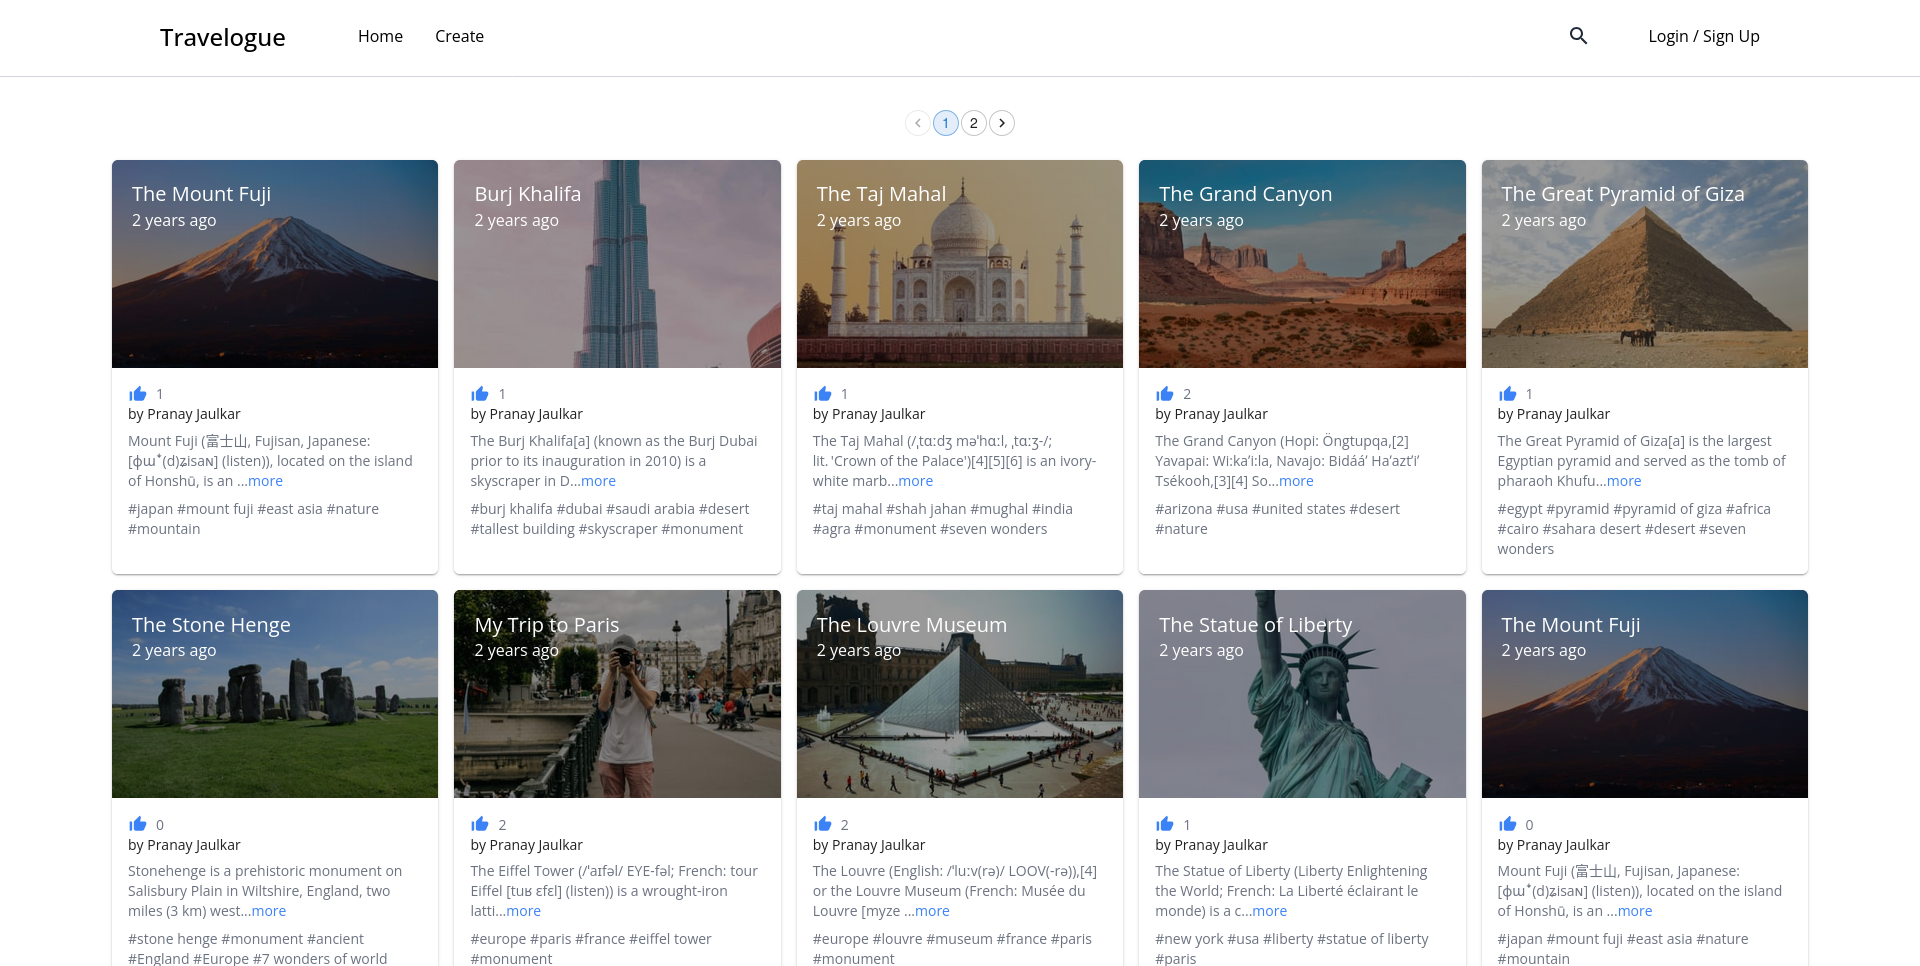 Travelogue
Home
Create
Login / Sign Up
1
2
The Mount Fuji
2 years ago
1
by Pranay Jaulkar
Mount Fuji (富士山, Fujisan, Japanese:
[ɸɯꜜ(d)ʑisaɴ] (listen)), located on the island
of Honshū, is an ...more
#japan #mount fuji #east asia #nature
#mountain
Burj Khalifa
2 years ago
1
by Pranay Jaulkar
The Burj Khalifa[a] (known as the Burj Dubai
prior to its inauguration in 2010) is a
skyscraper in D...more
#burj khalifa #dubai #saudi arabia #desert
#tallest building #skyscraper #monument
The Taj Mahal
2 years ago
1
by Pranay Jaulkar
The Taj Mahal (/ˌtɑːdʒ məˈhɑːl, ˌtɑːʒ-/;
lit. 'Crown of the Palace')[4][5][6] is an ivory-
white marb...more
#taj mahal #shah jahan #mughal #india
#agra #monument #seven wonders
The Grand Canyon
2 years ago
2
by Pranay Jaulkar
The Grand Canyon (Hopi: Öngtupqa,[2]
Yavapai: Wi:kaʼi:la, Navajo: Bidááʼ Haʼaztʼiʼ
Tsékooh,[3][4] So...more
#arizona #usa #united states #desert
#nature
The Great Pyramid of Giza
2 years ago
1
by Pranay Jaulkar
The Great Pyramid of Giza[a] is the largest
Egyptian pyramid and served as the tomb of
pharaoh Khufu...more
#egypt #pyramid #pyramid of giza #africa
#cairo #sahara desert #desert #seven
wonders
The Stone Henge
2 years ago
0
by Pranay Jaulkar
Stonehenge is a prehistoric monument on
Salisbury Plain in Wiltshire, England, two
miles (3 km) west...more
#stone henge #monument #ancient
#England #Europe #7 wonders of world
My Trip to Paris
2 years ago
2
by Pranay Jaulkar
The Eiffel Tower (/ˈaɪfəl/ EYE-fəl; French: tour
Eiffel [tuʁ ɛfɛl] (listen)) is a wrought-iron
latti...more
#europe #paris #france #eiffel tower
#monument
The Louvre Museum
2 years ago
2
by Pranay Jaulkar
The Louvre (English: /ˈluːv(rə)/ LOOV(-rə)),[4]
or the Louvre Museum (French: Musée du
Louvre [myze ...more
#europe #louvre #museum #france #paris
#monument
The Statue of Liberty
2 years ago
1
by Pranay Jaulkar
The Statue of Liberty (Liberty Enlightening
the World; French: La Liberté éclairant le
monde) is a c...more
#new york #usa #liberty #statue of liberty
#paris
The Mount Fuji
2 years ago
0
by Pranay Jaulkar
Mount Fuji (富士山, Fujisan, Japanese:
[ɸɯꜜ(d)ʑisaɴ] (listen)), located on the island
of Honshū, is an ...more
#japan #mount fuji #east asia #nature
#mountain